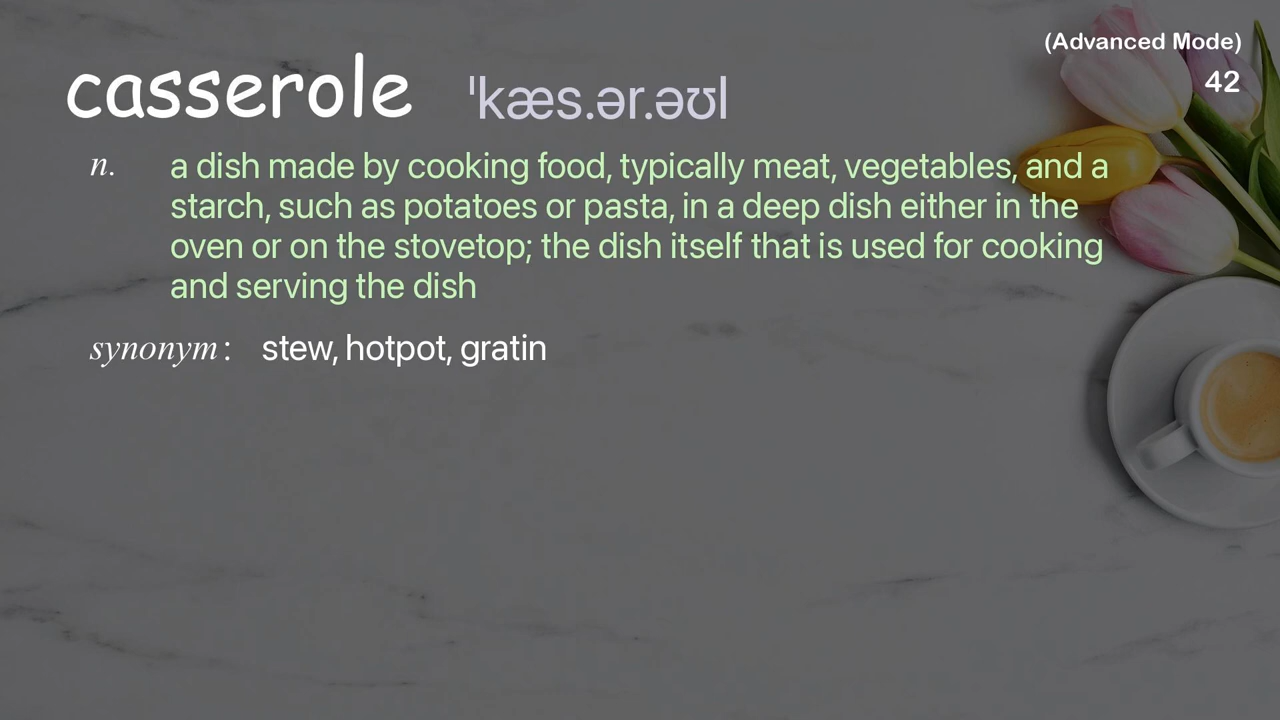 (Advanced Mode)
42
casserole ˈkæs.ər.əʊl
n. a dish made by cooking food, typically meat, vegetables, and a
starch, such as potatoes or pasta, in a deep dish either in the
oven or on the stovetop; the dish itself that is used for cooking
and serving the dish
synonym : stew, hotpot, gratin